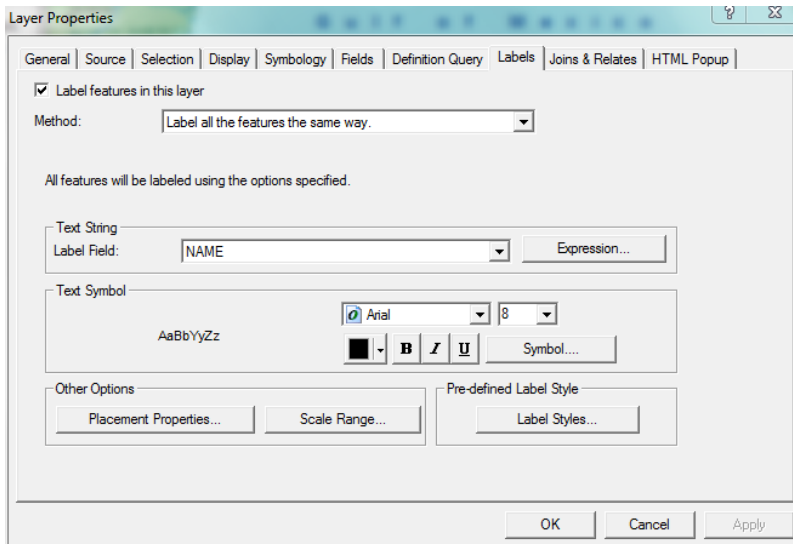 Gulf of Mexico
Layer Properties
General Source Selection Display Symbology Fields Definition Query Labels Joins & Relates HTML Popup
Label features in this layer
Method: Label all the features the same way.
All features will be labeled using the options specified.
Text String
Label Field: NAME Expression...
Text Symbol
Arial 8
AaBbYyZz
B I U Symbol....
Other Options Pre-defined Label Style
Placement Properties... Scale Range... Label Styles...
OK Cancel Apply